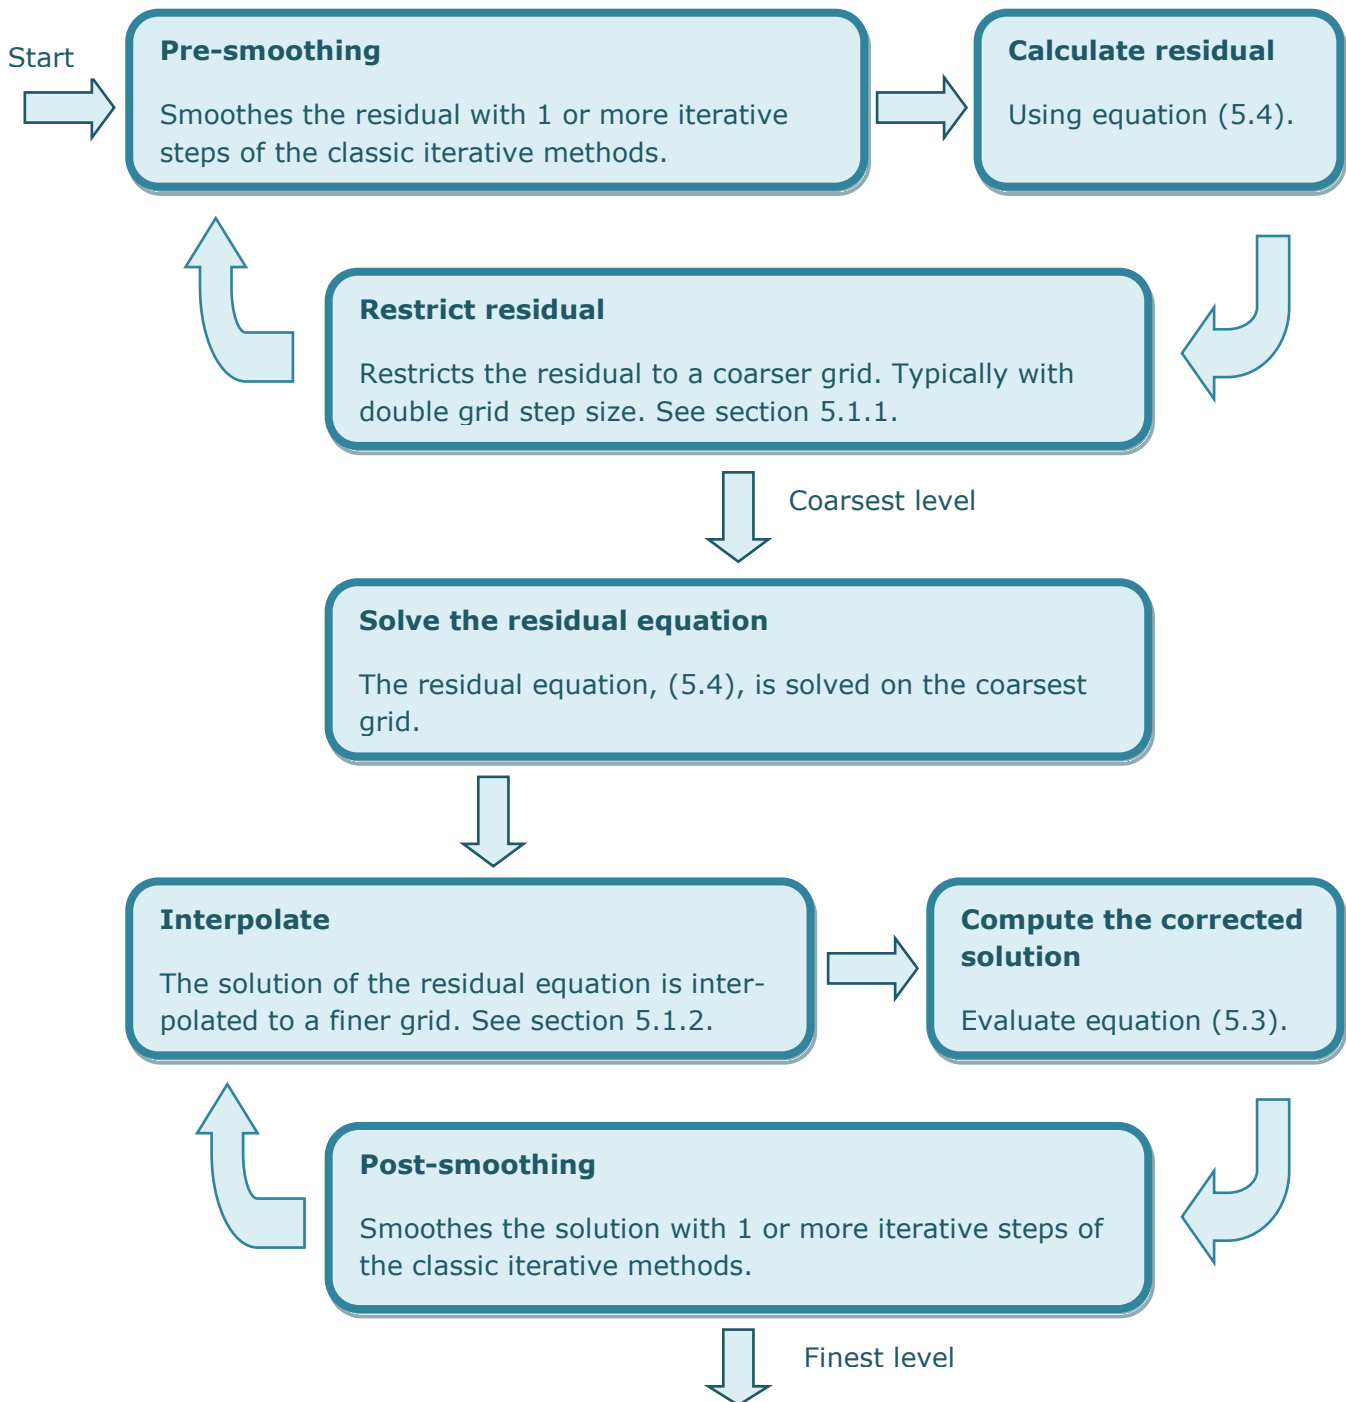 Start
Pre-smoothing
Smoothes the residual with 1 or more iterative
steps of the classic iterative methods.
Calculate residual
Using equation (5.4).
Restrict residual
Restricts the residual to a coarser grid. Typically with
double grid step size. See section 5.1.1.
Coarsest level
Solve the residual equation
The residual equation, (5.4), is solved on the coarsest
grid.
Interpolate
The solution of the residual equation is inter-
polated to a finer grid. See section 5.1.2.
Compute the corrected
solution
Evaluate equation (5.3).
Post-smoothing
Smoothes the solution with 1 or more iterative steps of
the classic iterative methods.
Finest level